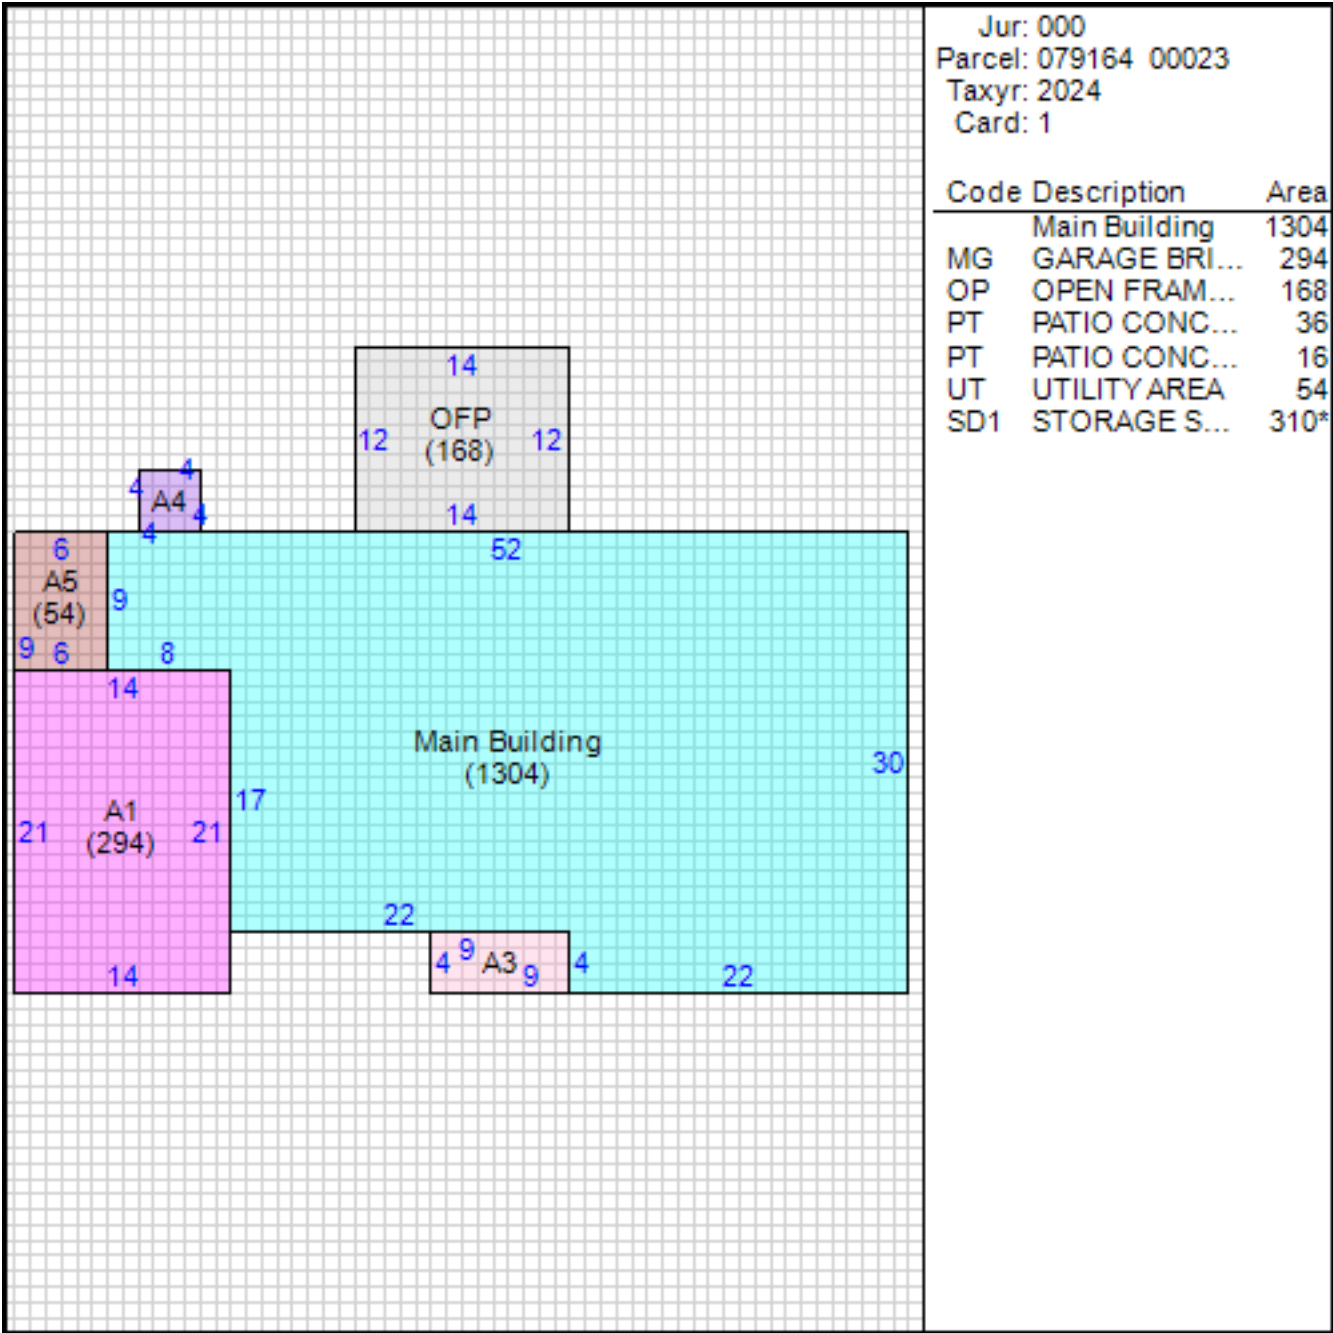 Jur: 000
Parcel: 079164 00023
Taxyr: 2024
Card: 1
Code Description Area
Main Building 1304
MG GARAGE BRI... 294
OP OPEN FRAM... 168
PT PATIO CONC... 36
PT PATIO CONC... 16
UT UTILITY AREA 54
SD1 STORAGE S... 310*
14
OFP
12 (168) 12
14
4
4 A4
4
4
6 52
A5
(54) 9
9 6 8
14
Main Building
(1304) 30
17
A1
21 (294) 21
22
4 9 A3 9 4
14 22